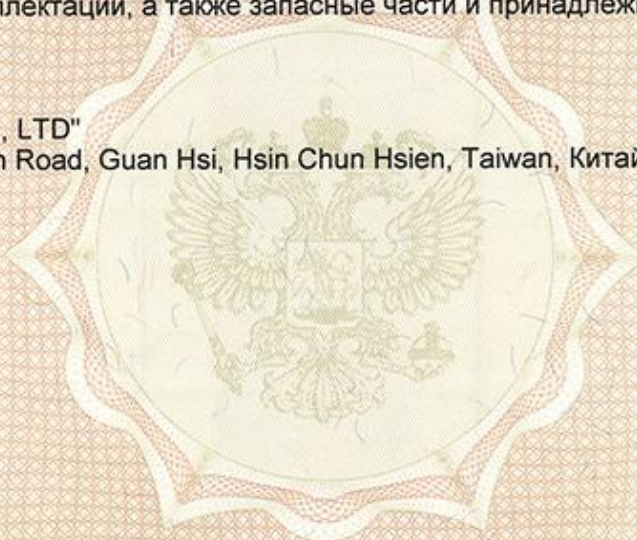 плектации, а также запасные части и принадлеж
, LTD"
n Road, Guan Hsi, Hsin Chun Hsien, Taiwan, Китай